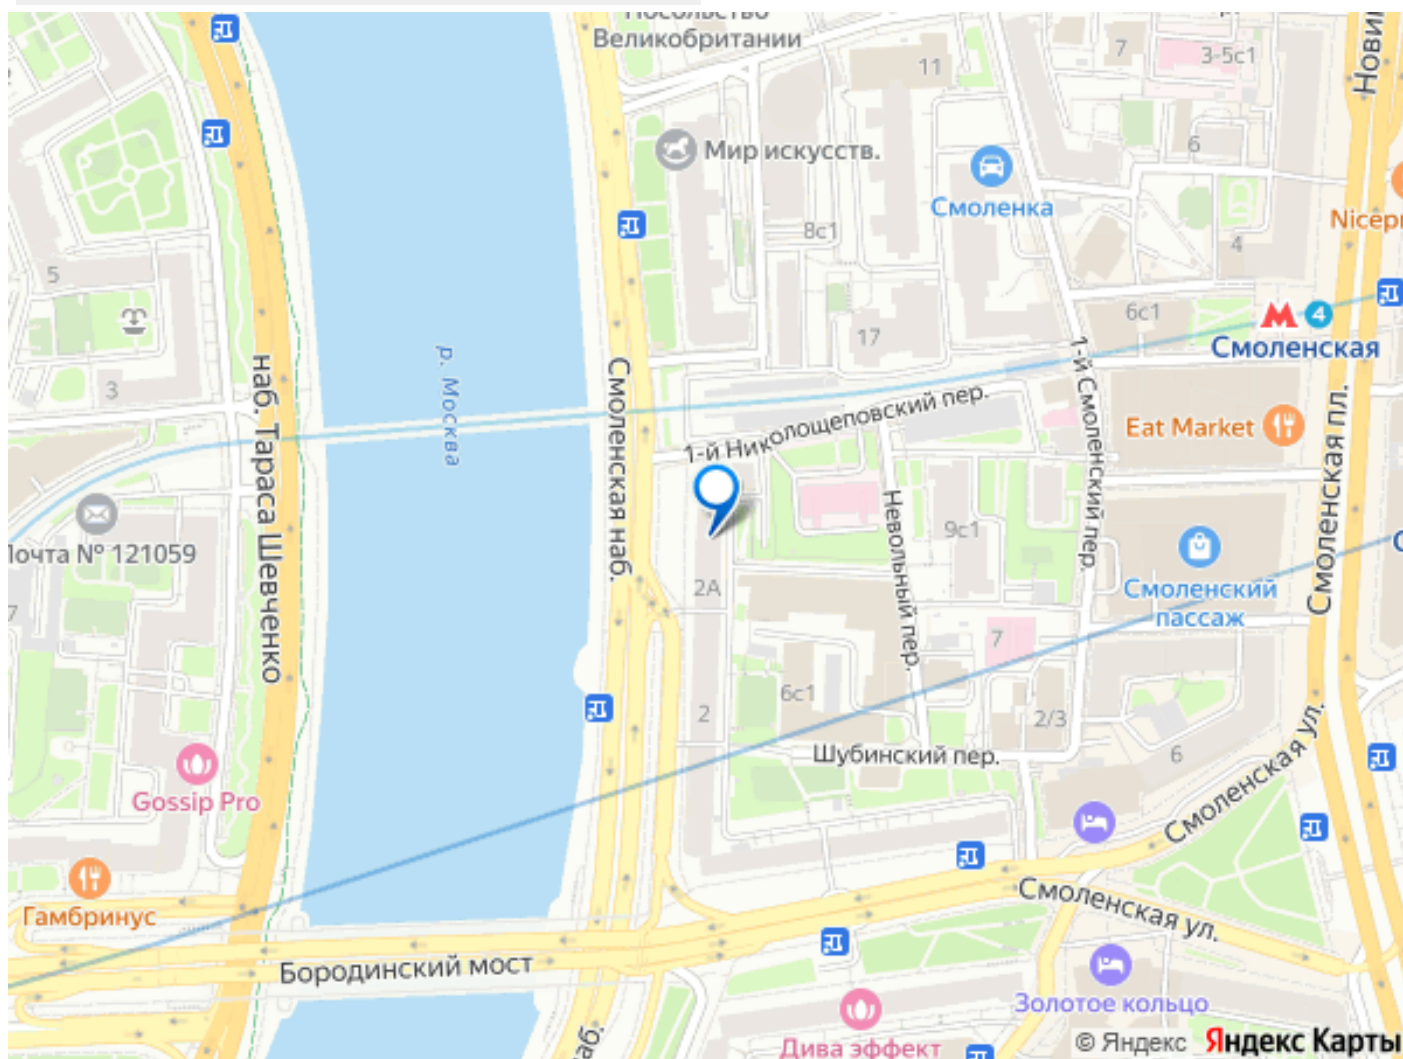 Посольство
Великобритании
11
7
3-5с1
6
Мир искусств.
Смоленка
8с1
4
5
3
17
6с1
М 4
Смоленская
р. Москва
наб. Тараса Шевченко
Смоленская наб.
1-й Николощеповский пер.
1-й Смоленский пер.
Eat Market
Смоленская пл.
Почта № 121059
7
2А
Невольный пер.
9с1
Смоленский
пассаж
7
6с1
2
2/3
Шубинский пер.
6
Смоленская ул.
Gossip Pro
Гамбринус
Смоленская ул.
Бородинский мост
Золотое кольцо
Дива эффект
© Яндекс Яндекс Карты